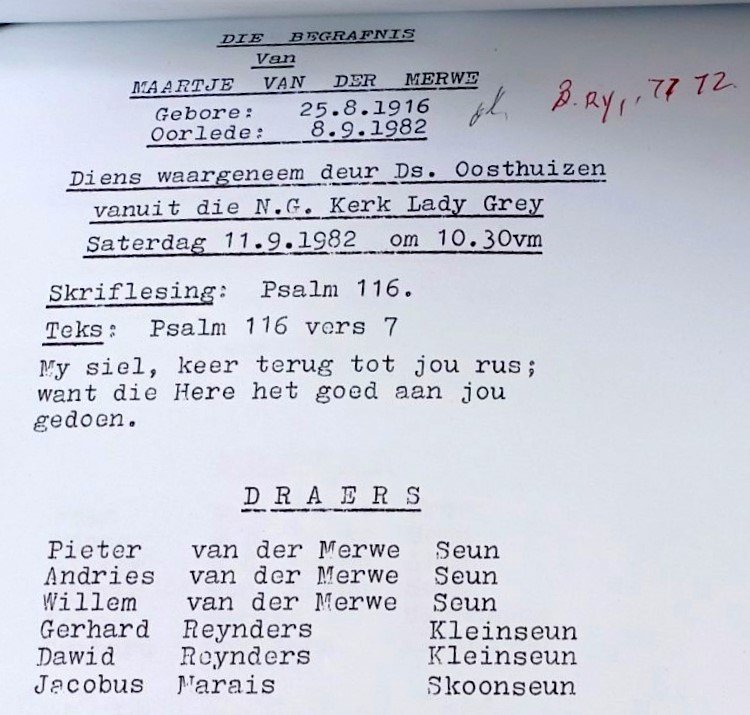 DIE BEGRAFNIS
Van
MAARTJE VAN DER MERWE
Gebore: 25.8.1916
Oorlede: 8.9.1982
Diens waargeneem deur Ds. Oosthuizen
vanuit die N.G. Kerk Lady Grey
Saterdag 11.9.1982 om 10.30vm
Skriflesing: Psalm 116.
Teks: Psalm 116 vers 7
My siel, keer terug tot jou rus;
want die Here het goed aan jou
gedoen.
DRAERS
Pieter van der Merwe Seun
Andries van der Merwe Seun
Willem van der Merwe Seun
Gerhard Reynders Kleinseun
Dawid Reynders Kleinseun
Jacobus Marais Skoonseun